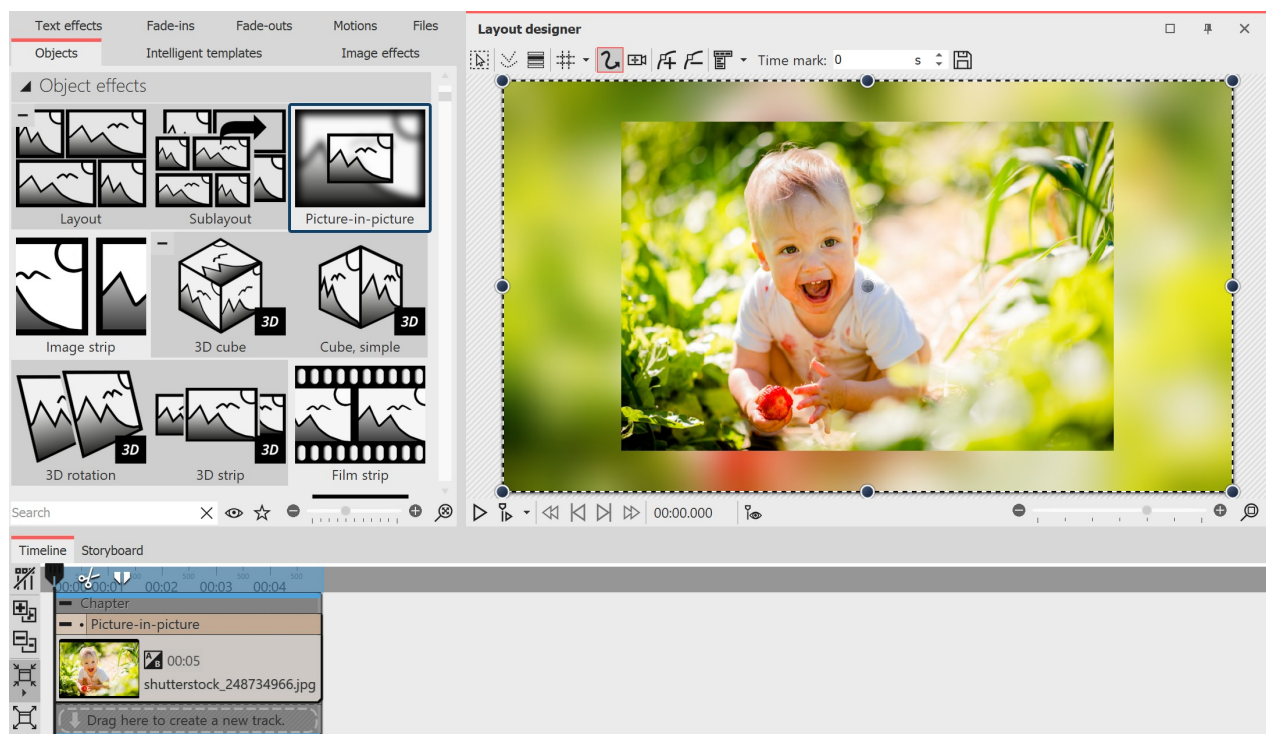 Text effects Fade-ins Fade-outs Motions Files
Objects Intelligent templates Image effects
Object effects
Layout Sublayout Picture-in-picture
3D 3D
Image strip 3D cube Cube, simple
3D 3D
3D rotation 3D strip Film strip
Search
Layout designer
Time mark: 0 s
00:00.000
Timeline Storyboard
500 500 500
00:00 00:01 00:02 00:03 00:04
Chapter
Picture-in-picture
A B 00:05
shutterstock_248734966.jpg
Drag here to create a new track.